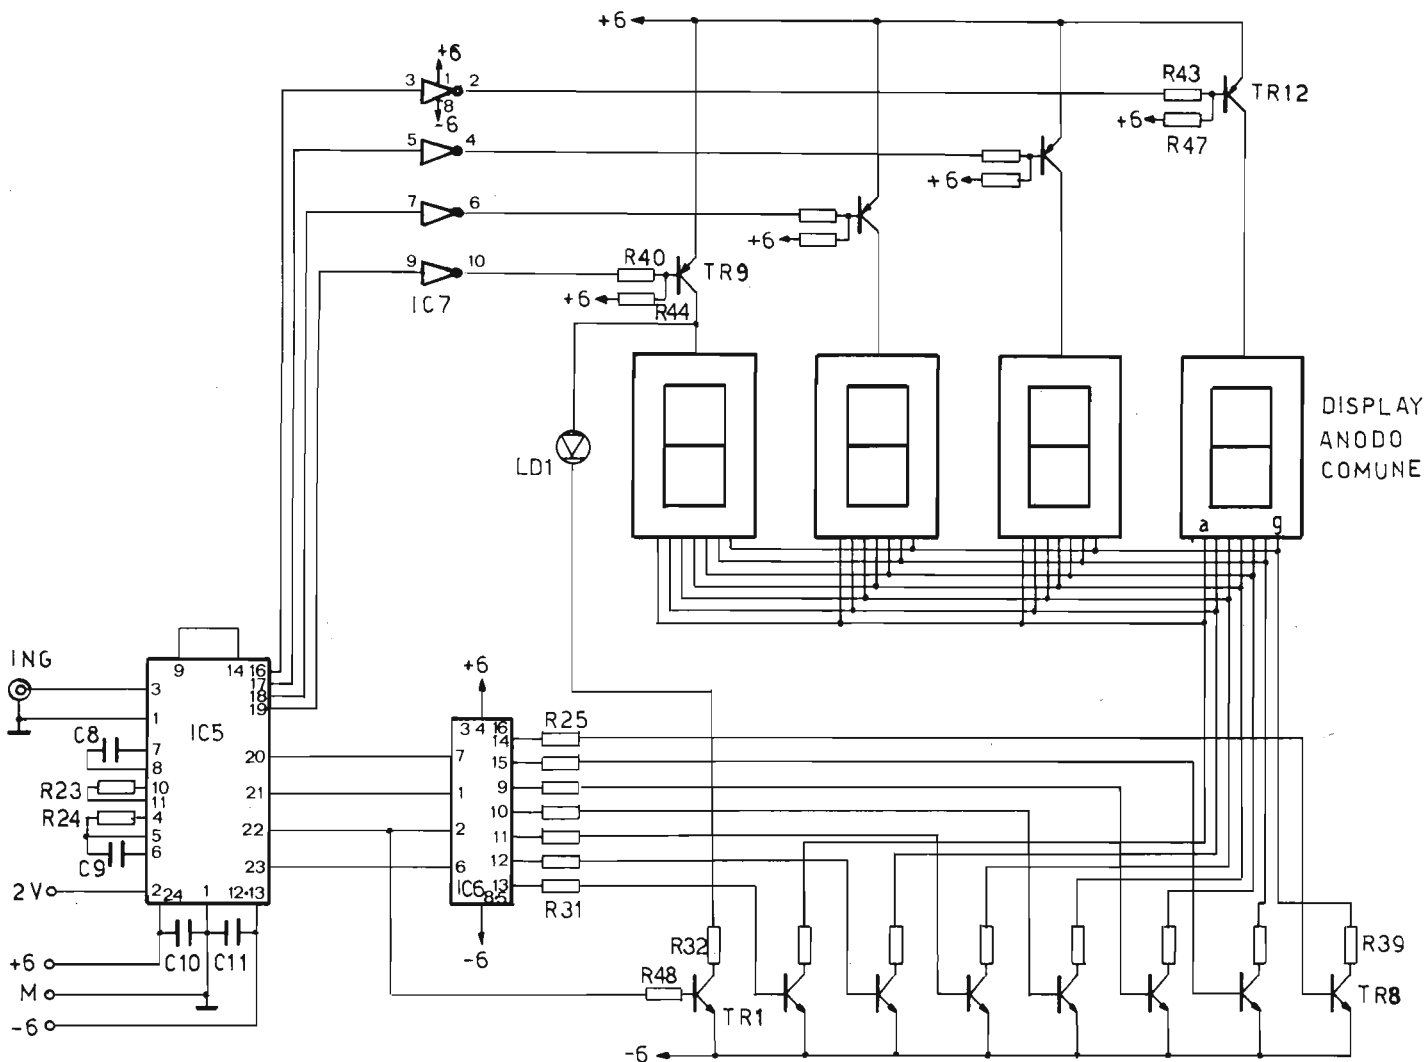 +6
+6
3 1 2
T8
-6
R43
TR12
+6
R47
5 4
+6
7 6
+6
9 10
IC7
R40
TR9
+6
R44
DISPLAY
ANODO
COMUNE
LD1
a g
ING
9 14 16
17
18
19
3
1
IC5
C8
7
8
R23
10
11
R24
4
5
6
C9
20
21
22
23
2V
2
24 1 12·13
C10 C11
+6
M
-6
+6
3 4 16
14
7
15
1
9
10
2
11
12
6
13
IC6
8·5
-6
R25
R31
R32
R48
TR1
R39
TR8
-6